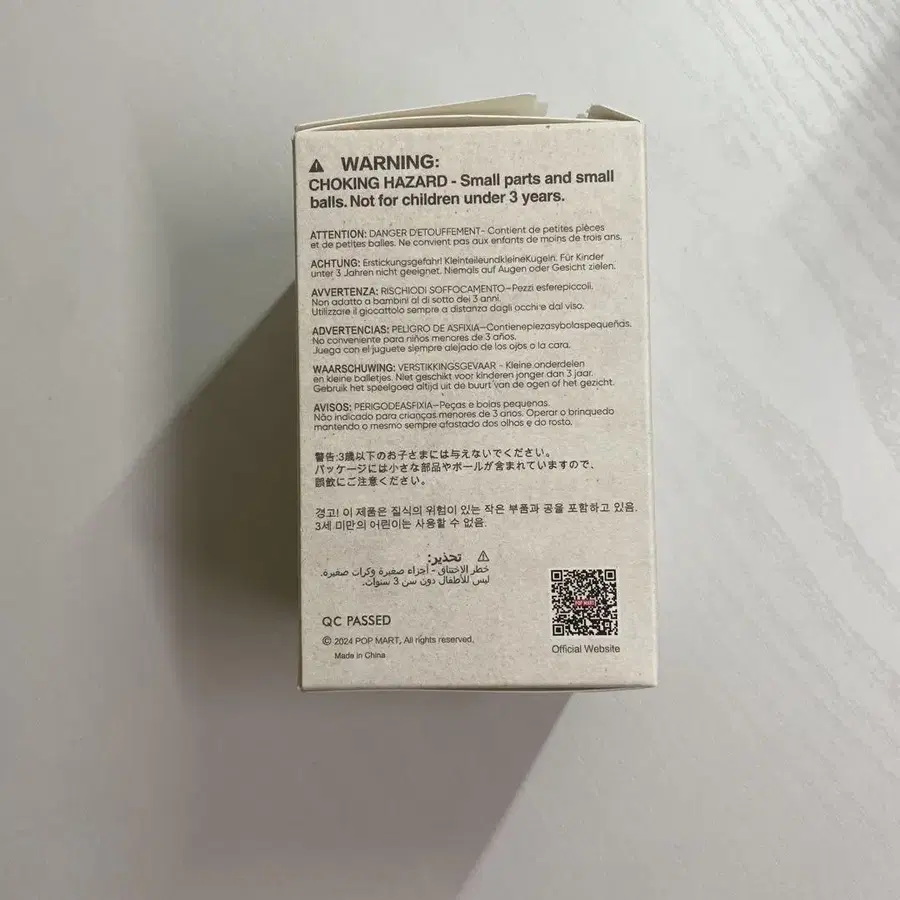 ⚠ WARNING:
CHOKING HAZARD - Small parts and small
balls. Not for children under 3 years.
ATTENTION: DANGER D'ETOUFFEMENT- Contient de petites pièces
et de petites balles. Ne convient pas aux enfants de moins de trois ans.
ACHTUNG: Erstickungsgefahr! KleinteileundkleineKugeln. Für Kinder
unter 3 Jahren nicht geeignet. Niemals auf Augen oder Gesicht zielen.
AVVERTENZA: RISCHIODI SOFFOCAMENTO—Pezzi esferepiccoli.
Non adatto a bambini al di sotto dei 3 anni.
Utilizzare il giocattolo sempre a distanza dagli occhi e dal viso.
ADVERTENCIAS: PELIGRO DE ASFIXIA—Contienepiezasybolaspequeñas.
No conveniente para niños menores de 3 años.
Juega con el juguete siempre alejado de los ojos o la cara.
WAARSCHUWING: VERSTIKKINGSGEVAAR - Kleine onderdelen
en kleine balletjes. Niet geschikt voor kinderen jonger dan 3 jaar.
Gebruik het speelgoed altijd uit de buurt van de ogen of het gezicht.
AVISOS: PERIGODEASFIXIA—Peças e bolas pequenas.
Não indicado para crianças menores de 3 anos. Operar o brinquedo
mantendo o mesmo sempre afastado dos olhos e do rosto.
警告:3歳以下のお子さまには与えないでください。
パッケージには小さな部品やボールが含まれていますので、
誤飲にご注意ください。
경고! 이 제품은 질식의 위험이 있는 작은 부품과 공을 포함하고 있음.
3세 미만의 어린이는 사용할 수 없음.
⚠ تحذير:
خطر الإختناق - أجزاء صغيرة وكرات صغيرة.
ليس للأطفال دون سن 3 سنوات.
POP MART
QC PASSED
© 2024 POP MART, All rights reserved.
Made in China
Official Website